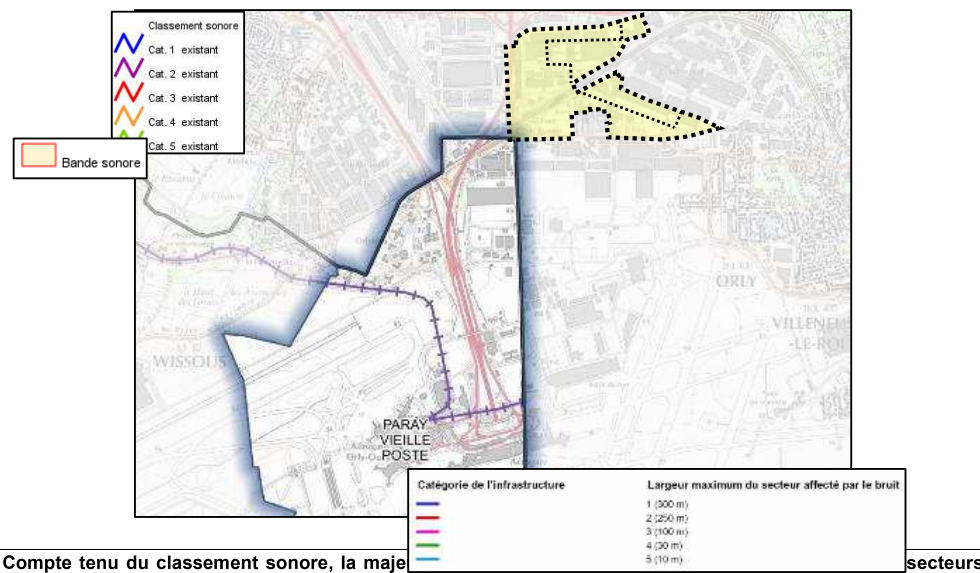 Classement sonore
Cat. 1 existant
Cat. 2 existant
Cat. 3 existant
Cat. 4 existant
Cat. 5 existant
Bande sonore
ORLY
VILLENEU
-LE-ROI
WISSOUS
PARAY
VIEILLE
POSTE
Catégorie de l'infrastructure Largeur maximum du secteur affecté par le bruit
1 (300 m)
2 (250 m)
3 (100 m)
4 (30 m)
5 (10 m)
Compte tenu du classement sonore, la maje secteurs